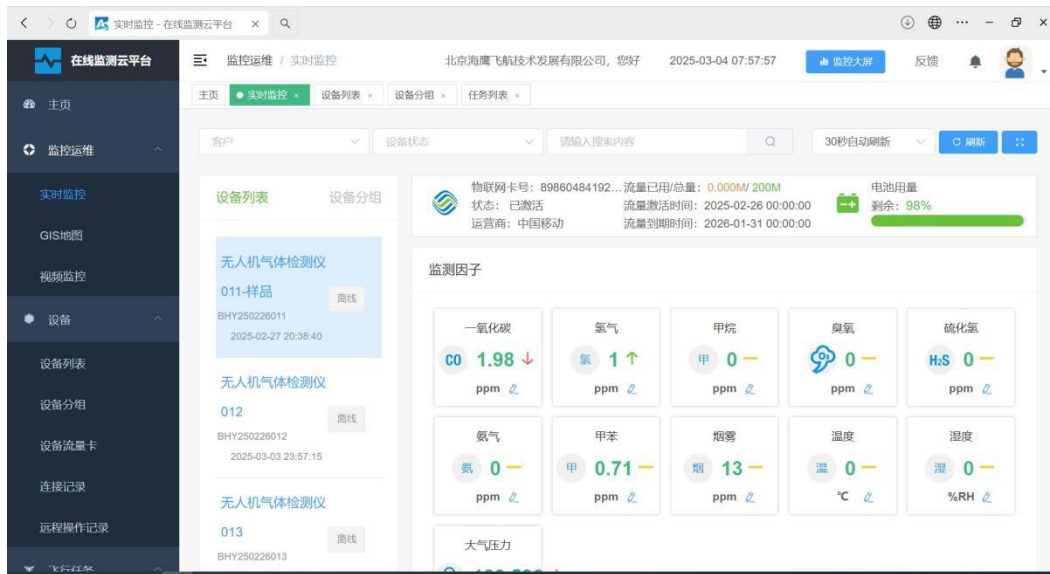 实时监控 - 在线监测云平台
在线监测云平台
监控运维 / 实时监控
北京海鹰飞航技术发展有限公司，您好
2025-03-04 07:57:57
监控大屏
反馈
主页
实时监控
设备列表
设备分组
任务列表
主页
监控运维
实时监控
GIS地图
视频监控
设备
设备列表
设备分组
设备流量卡
连接记录
远程操作记录
飞行任务
客户
设备状态
请输入搜索内容
30秒自动刷新
刷新
设备列表
设备分组
无人机气体检测仪
011-样品
离线
BHY250226011
2025-02-27 20:38:40
无人机气体检测仪
012
离线
BHY250226012
2025-03-03 23:57:15
无人机气体检测仪
013
离线
BHY250226013
物联网卡号：89860484192... 流量已用/总量：0.000M/ 200M
状态：已激活 流量激活时间：2025-02-26 00:00:00
运营商：中国移动 流量到期时间：2026-01-31 00:00:00
电池用量
剩余：98%
监测因子
一氧化碳
CO 1.98
ppm
氢气
氢 1
ppm
甲烷
甲 0
ppm
臭氧
0
ppm
硫化氢
H₂S 0
ppm
氨气
氨 0
ppm
甲苯
甲 0.71
ppm
烟雾
烟 13
ppm
温度
温 0
℃
湿度
湿 0
%RH
大气压力